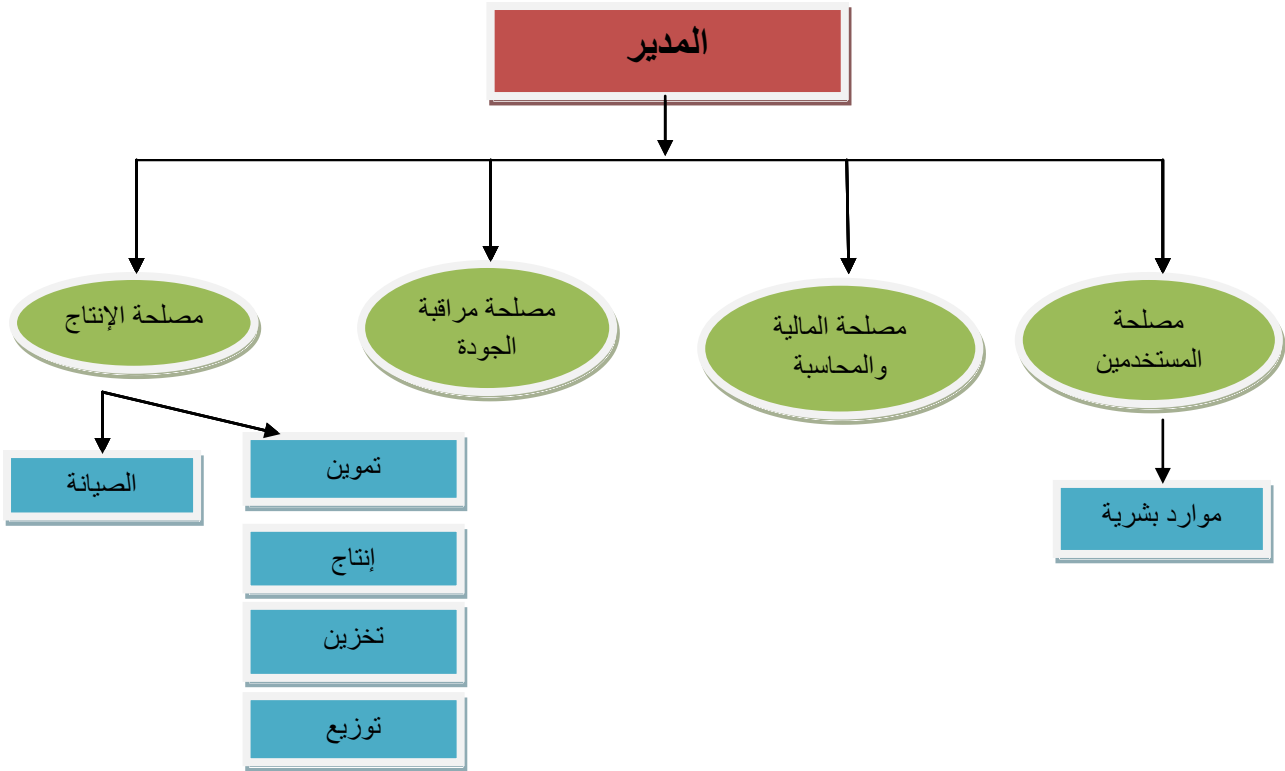 المدير
مصلحة
المستخدمين
مصلحة المالية
والمحاسبة
مصلحة مراقبة
الجودة
مصلحة الإنتاج
موارد بشرية
تموين
الصيانة
إنتاج
تخزين
توزيع